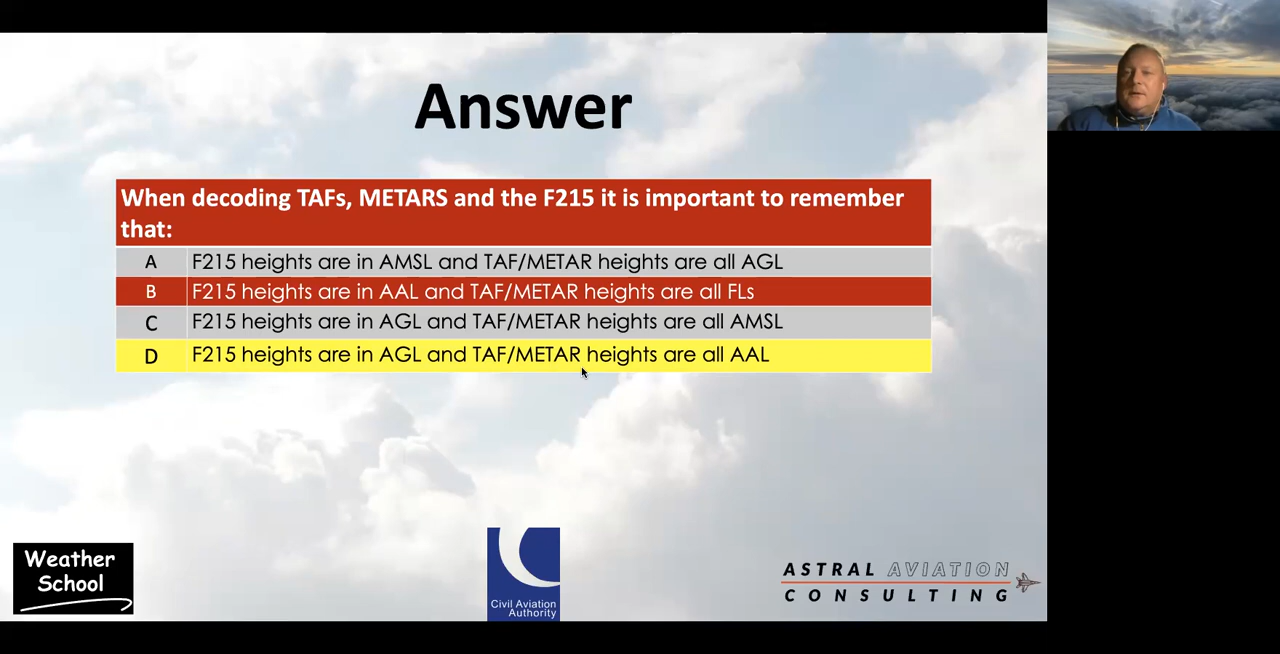 Answer
When decoding TAFs, METARS and the F215 it is important to remember
that:
A F215 heights are in AMSL and TAF/METAR heights are all AGL
B F215 heights are in AAL and TAF/METAR heights are all FLs
C F215 heights are in AGL and TAF/METAR heights are all AMSL
D F215 heights are in AGL and TAF/METAR heights are all AAL
Weather
School
Civil Aviation
Authority
ASTRAL AVIATION
CONSULTING